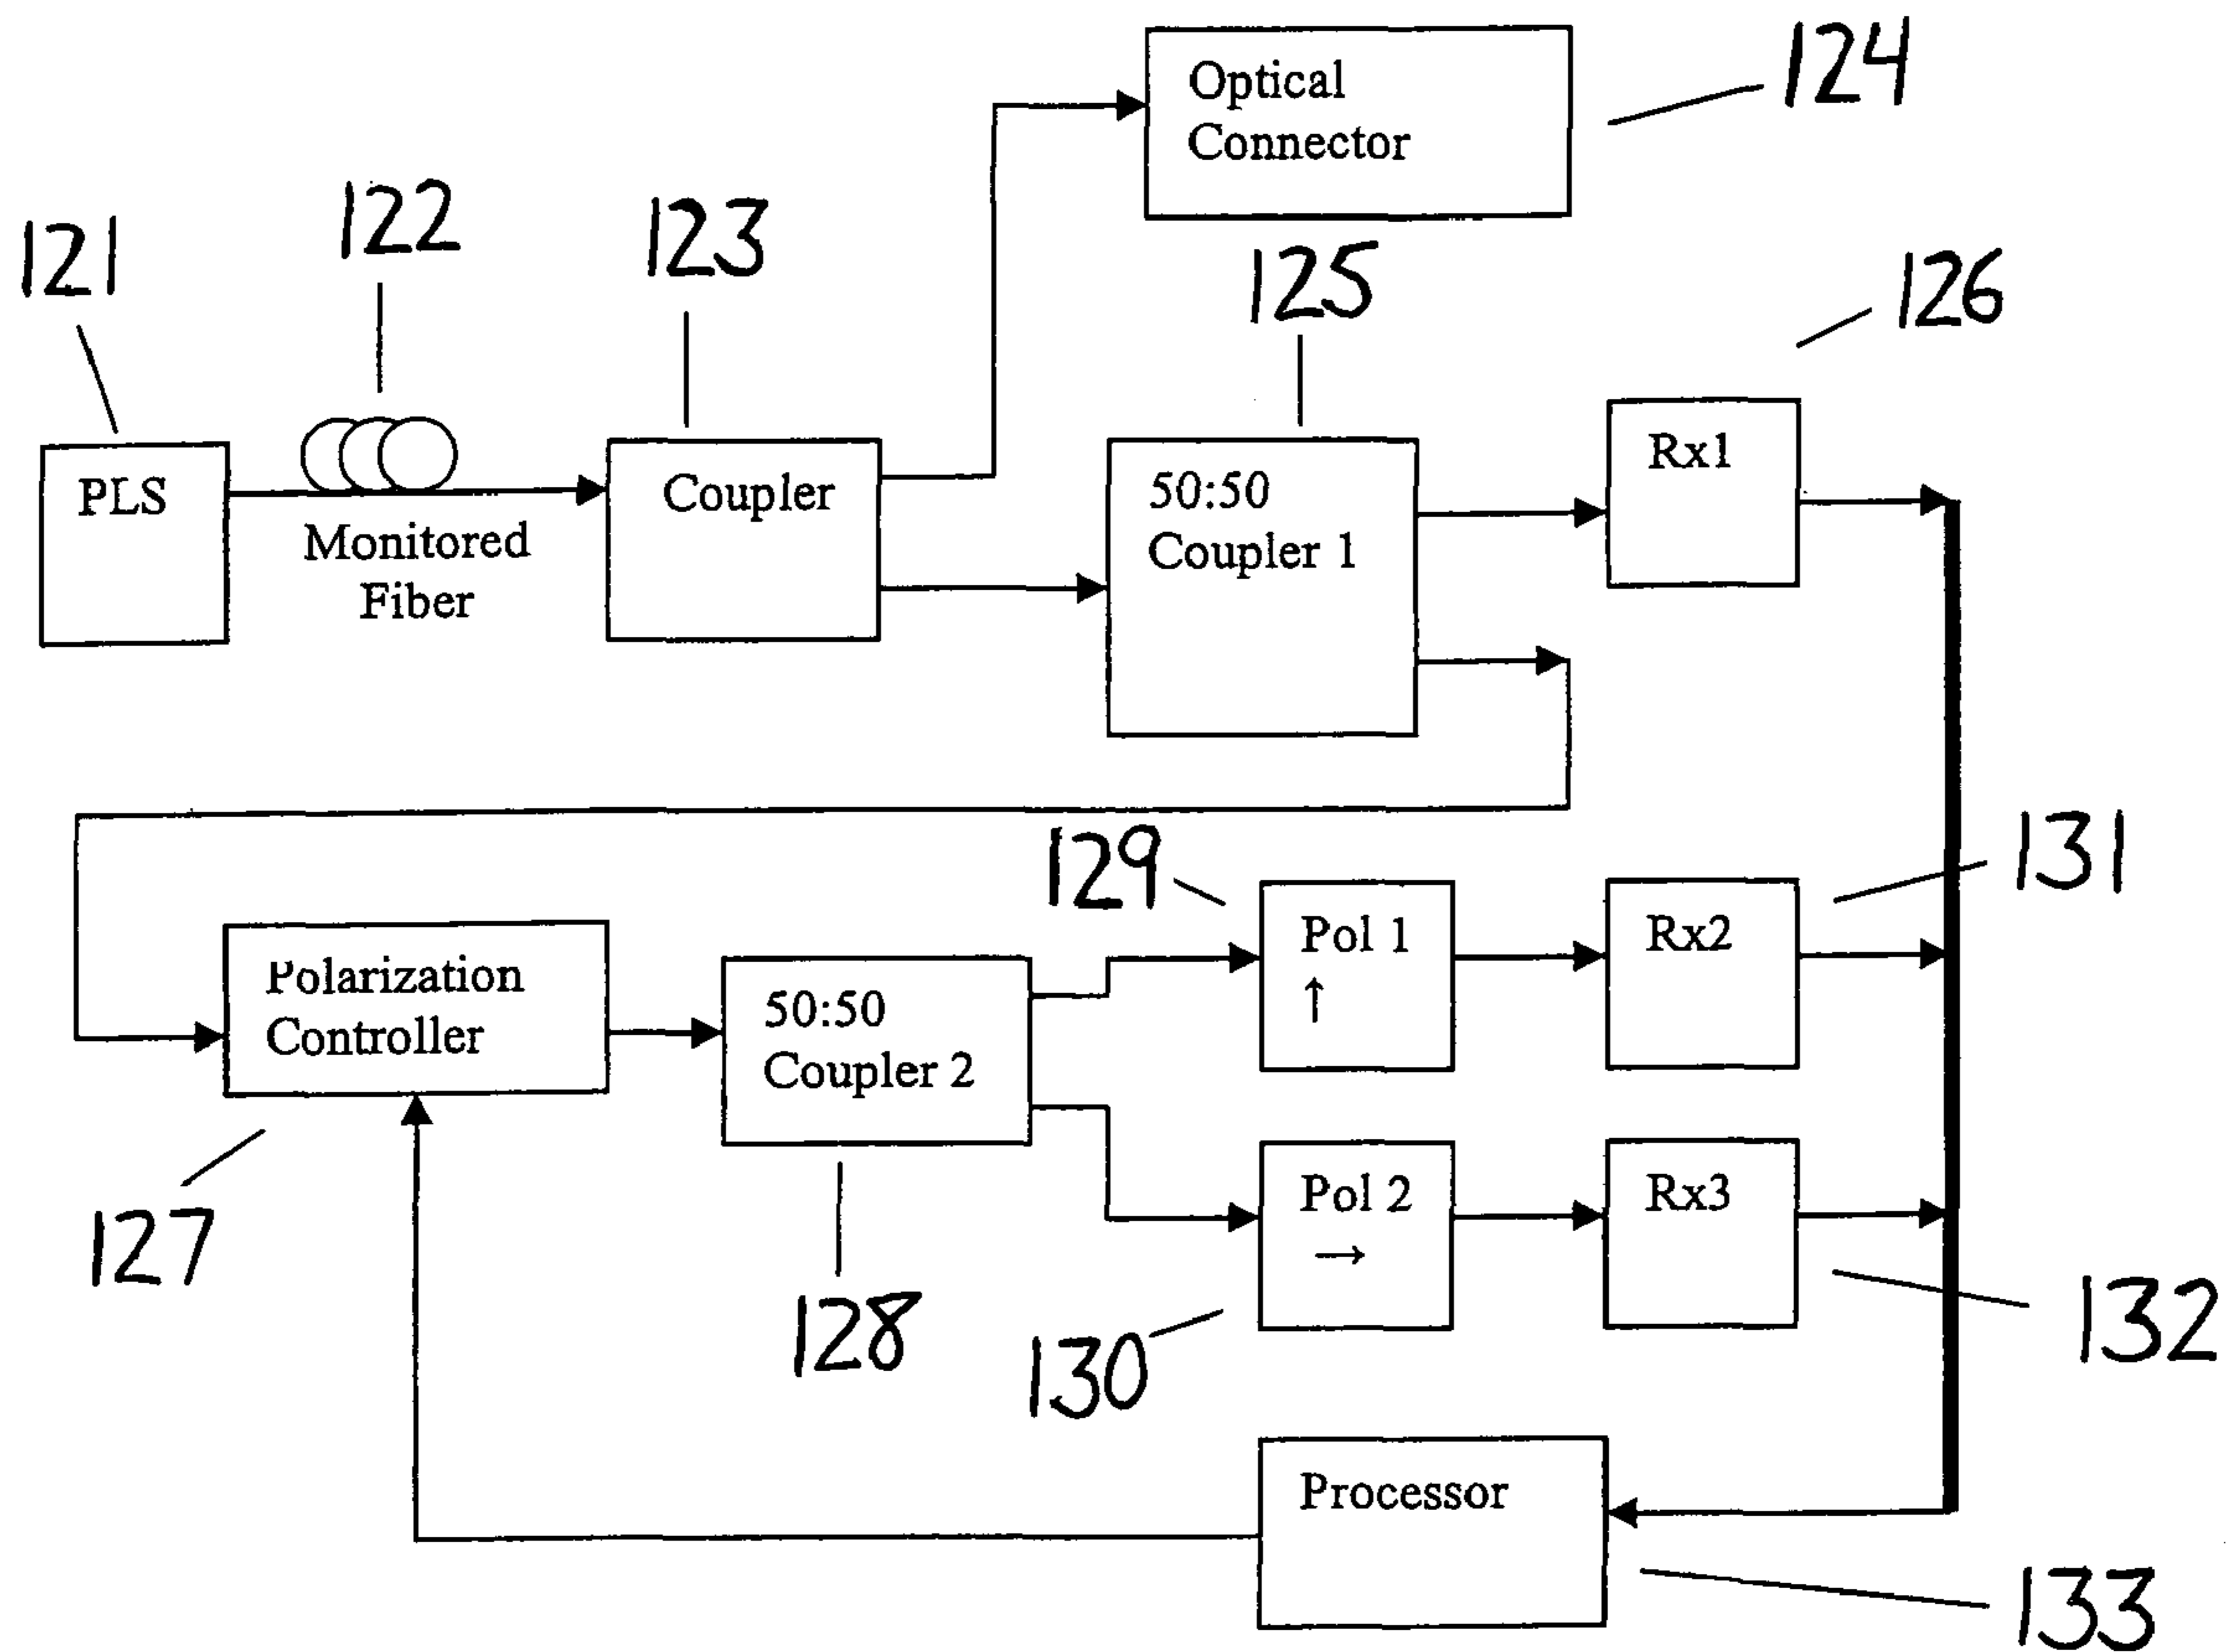 124
Optical
Connector
121
122
123
125
126
PLS
Monitored
Fiber
Coupler
50:50
Coupler 1
Rx1
129
131
Polarization
Controller
50:50
Coupler 2
Pol 1
↑
Rx2
127
128
130
Pol 2
→
Rx3
132
Processor
133